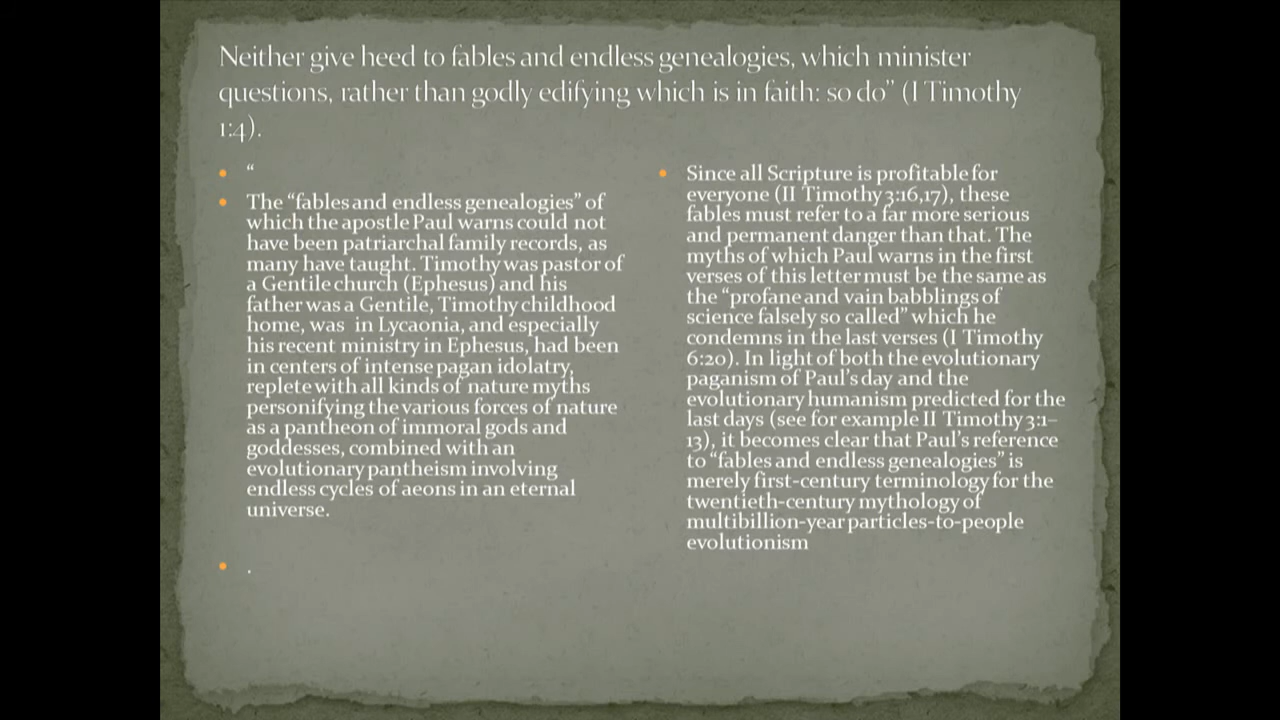 Neither give heed to fables and endless genealogies, which minister
questions, rather than godly edifying which is in faith: so do” (I Timothy
1:4).
• “
• The “fables and endless genealogies” of
which the apostle Paul warns could not
have been patriarchal family records, as
many have taught. Timothy was pastor of
a Gentile church (Ephesus) and his
father was a Gentile, Timothy childhood
home, was in Lycaonia, and especially
his recent ministry in Ephesus, had been
in centers of intense pagan idolatry,
replete with all kinds of nature myths
personifying the various forces of nature
as a pantheon of immoral gods and
goddesses, combined with an
evolutionary pantheism involving
endless cycles of aeons in an eternal
universe.
• .
• Since all Scripture is profitable for
everyone (II Timothy 3:16,17), these
fables must refer to a far more serious
and permanent danger than that. The
myths of which Paul warns in the first
verses of this letter must be the same as
the “profane and vain babblings of
science falsely so called” which he
condemns in the last verses (I Timothy
6:20). In light of both the evolutionary
paganism of Paul’s day and the
evolutionary humanism predicted for the
last days (see for example II Timothy 3:1–
13), it becomes clear that Paul’s reference
to “fables and endless genealogies” is
merely first-century terminology for the
twentieth-century mythology of
multibillion-year particles-to-people
evolutionism